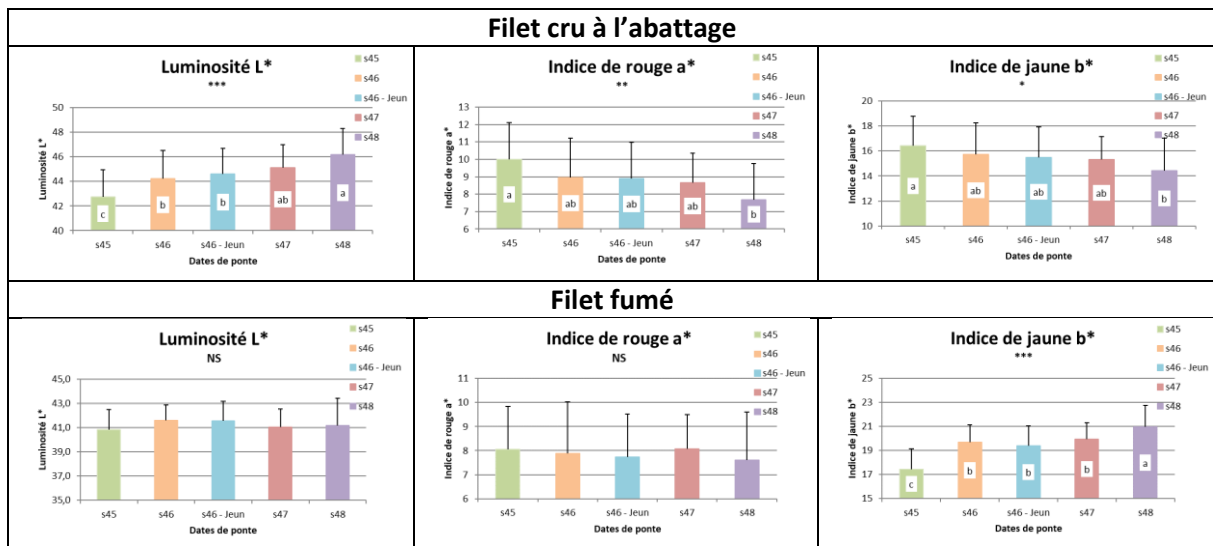 Filet cru à l’abattage
Luminosité L*
***
s45
s46
s46 - Jeun
s47
s48
Luminosité L*
50
48
46
44
42
40
c
b
b
ab
a
s45 s46 s46 - Jeun s47 s48
Dates de ponte
Indice de rouge a*
**
s45
s46
s46 - Jeun
s47
s48
Indice de rouge a*
13
12
11
10
9
8
7
6
a
ab
ab
ab
b
s45 s46 s46 - Jeun s47 s48
Dates de ponte
Indice de jaune b*
*
s45
s46
s46 - Jeun
s47
s48
Indice de jaune b*
20
18
16
14
12
10
a
ab
ab
ab
b
s45 s46 s46 - Jeun s47 s48
Dates de ponte
Filet fumé
Luminosité L*
NS
s45
s46
s46 - Jeun
s47
s48
Luminosité L*
45,0
43,0
41,0
39,0
37,0
35,0
s45 s46 s46 - Jeun s47 s48
Dates de ponte
Indice de rouge a*
NS
s45
s46
s46 - Jeun
s47
s48
Indice de rouge a*
11
10
9
8
7
6
s45 s46 s46 - Jeun s47 s48
Dates de ponte
Indice de jaune b*
***
s45
s46
s46 - Jeun
s47
s48
Indice de jaune b*
25
23
21
19
17
15
c
b
b
b
a
s45 s46 s46 - Jeun s47 s48
Dates de ponte